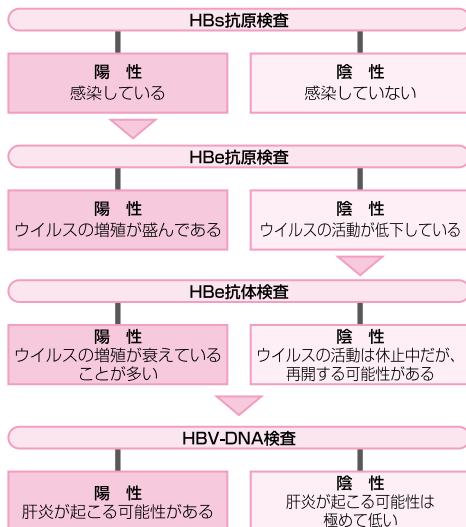 HBs抗原検査
陽 性
感染している
陰 性
感染していない
HBe抗原検査
陽 性
ウイルスの増殖が盛んである
陰 性
ウイルスの活動が低下している
HBe抗体検査
陽 性
ウイルスの増殖が衰えている
ことが多い
陰 性
ウイルスの活動は休止中だが、
再開する可能性がある
HBV-DNA検査
陽 性
肝炎が起こる可能性がある
陰 性
肝炎が起こる可能性は
極めて低い